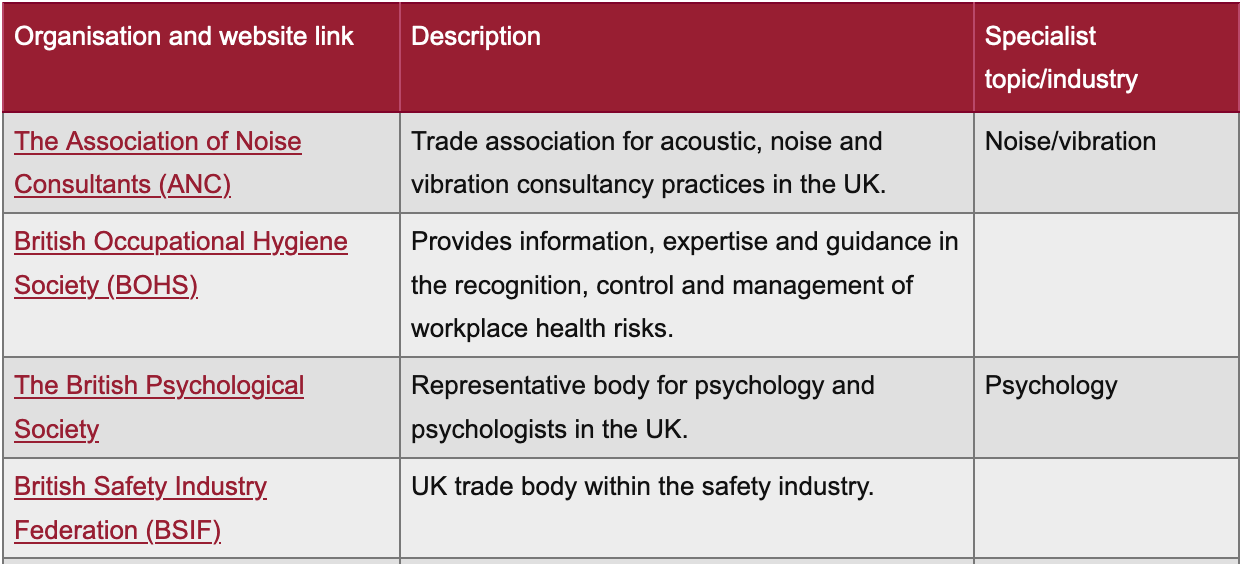 Organisation and website link
Description
Specialist
topic/industry
The Association of Noise
Consultants (ANC)
Trade association for acoustic, noise and
vibration consultancy practices in the UK.
Noise/vibration
British Occupational Hygiene
Society (BOHS)
Provides information, expertise and guidance in
the recognition, control and management of
workplace health risks.
The British Psychological
Society
Representative body for psychology and
psychologists in the UK.
Psychology
British Safety Industry
Federation (BSIF)
UK trade body within the safety industry.